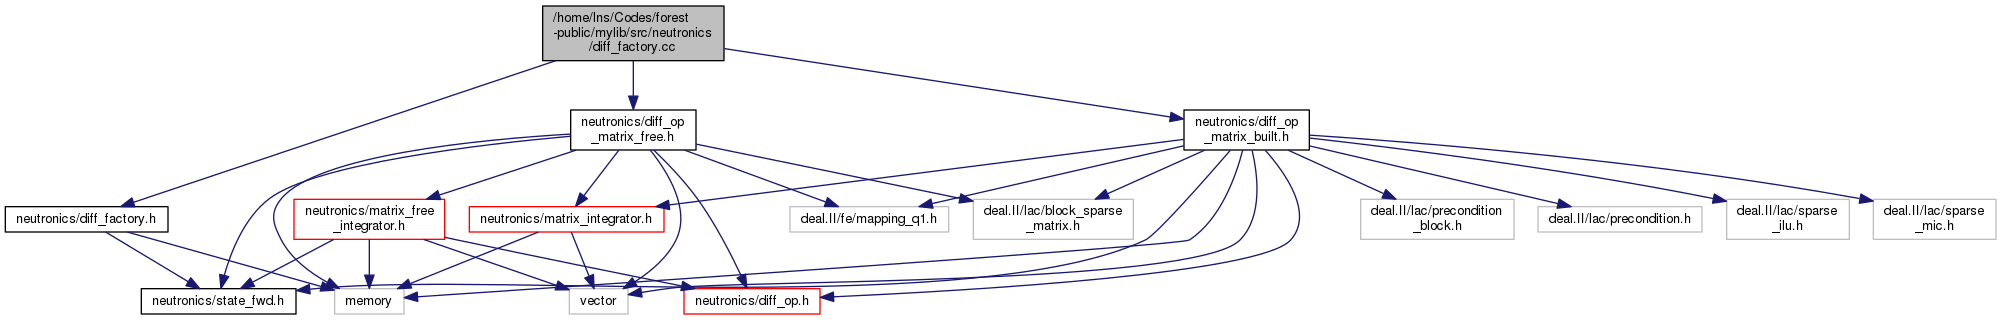 /home/lns/Codes/forest
-public/mylib/src/neutronics
/diff_factory.cc
neutronics/diff_op
_matrix_free.h
neutronics/diff_op
_matrix_built.h
neutronics/diff_factory.h
neutronics/matrix_free
_integrator.h
neutronics/matrix_integrator.h
deal.II/fe/mapping_q1.h
deal.II/lac/block_sparse
_matrix.h
deal.II/lac/precondition
_block.h
deal.II/lac/precondition.h
deal.II/lac/sparse
_ilu.h
deal.II/lac/sparse
_mic.h
neutronics/state_fwd.h
memory
vector
neutronics/diff_op.h